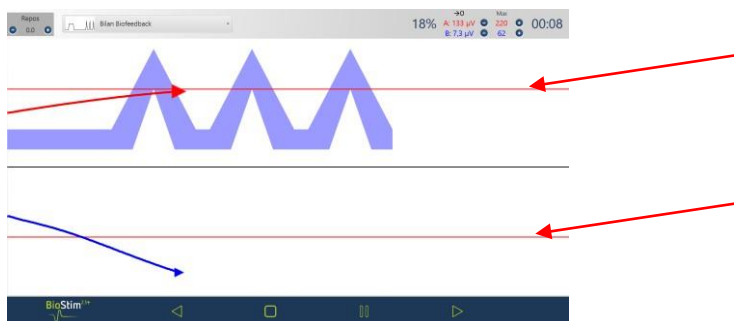 Repos
0.0
Bilan Biofeedback
18%
→0
Max
A: 133 µV 220
B: 7,3 µV 62
00:08
BioStim